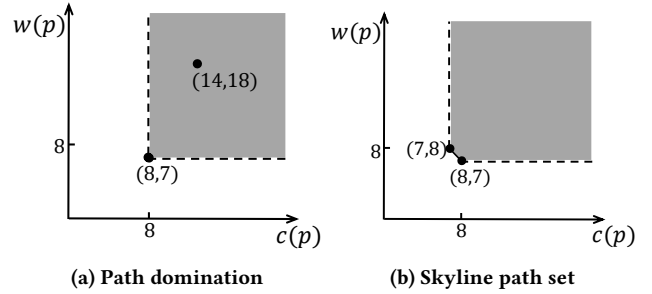 w(p)
(14,18)
8
(8,7)
8
c(p)
(a) Path domination
w(p)
8
(7,8)
(8,7)
8
c(p)
(b) Skyline path set